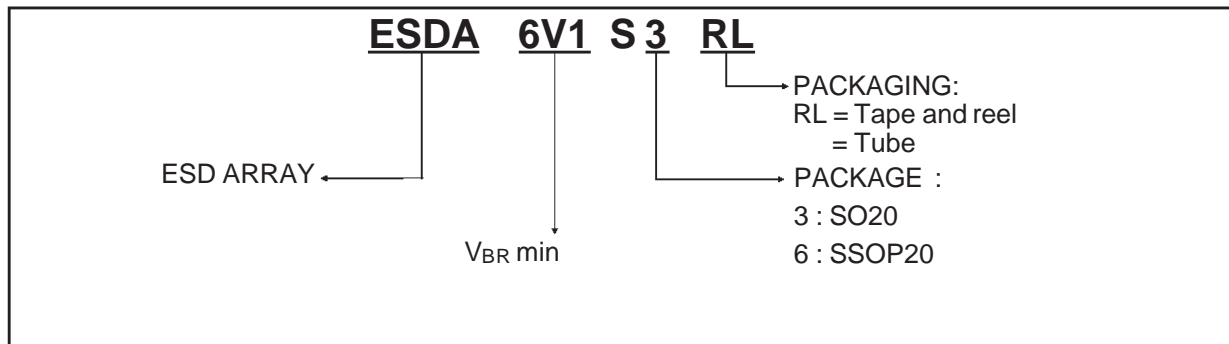 ESDA 6V1 S 3 RL
PACKAGING:
RL = Tape and reel
= Tube
ESD ARRAY
PACKAGE :
3 : SO20
VBR min
6 : SSOP20